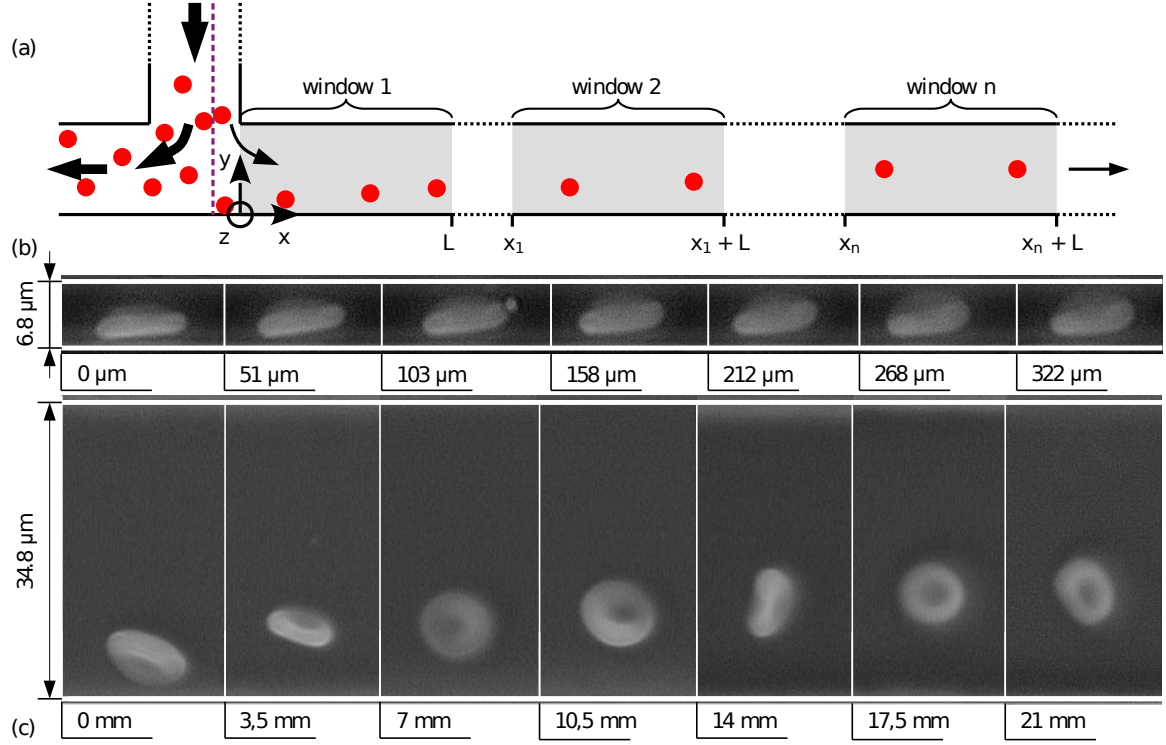 (a)
window 1
window 2
window n
y
z
x
L
x1
x1 + L
xn
xn + L
(b)
6.8 μm
0 μm
51 μm
103 μm
158 μm
212 μm
268 μm
322 μm
34.8 μm
(c)
0 mm
3,5 mm
7 mm
10,5 mm
14 mm
17,5 mm
21 mm